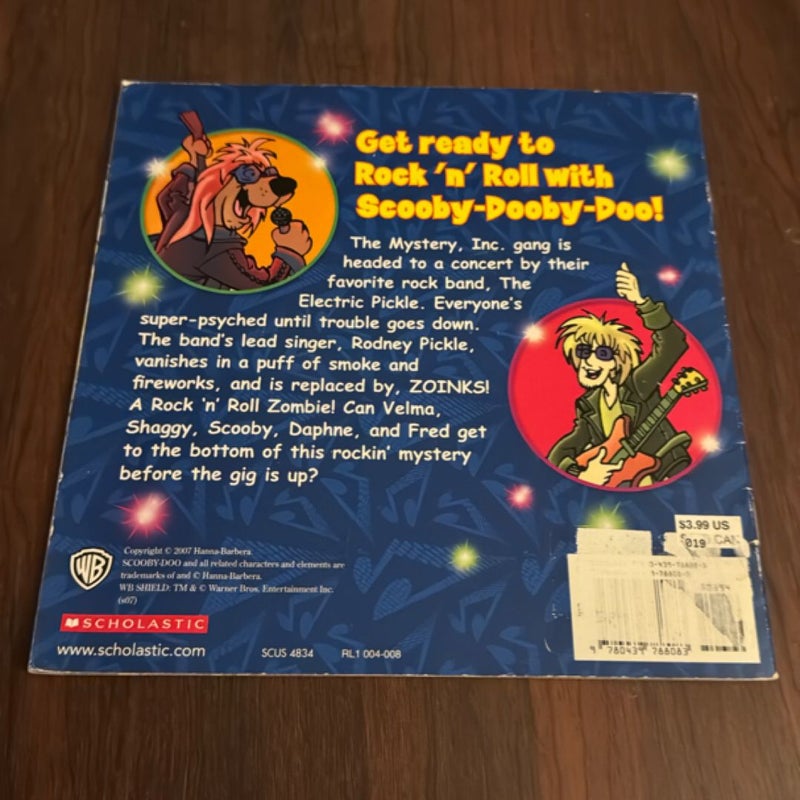 Get ready to
Rock 'n' Roll with
Scooby-Dooby-Doo!
The Mystery, Inc. gang is
headed to a concert by their
favorite rock band, The
Electric Pickle. Everyone's
super-psyched until trouble goes down.
The band's lead singer, Rodney Pickle,
vanishes in a puff of smoke and
fireworks, and is replaced by, ZOINKS!
A Rock 'n' Roll Zombie! Can Velma,
Shaggy, Scooby, Daphne, and Fred get
to the bottom of this rockin' mystery
before the gig is up?
$3.99 US
019
WB
Copyright © 2007 Hanna-Barbera.
SCOOBY-DOO and all related characters and elements are
trademarks of and © Hanna-Barbera.
WB SHIELD: TM & © Warner Bros. Entertainment Inc.
(s07)
SCHOLASTIC
www.scholastic.com
SCUS 4834
RL1 004-008
9 780439 788083